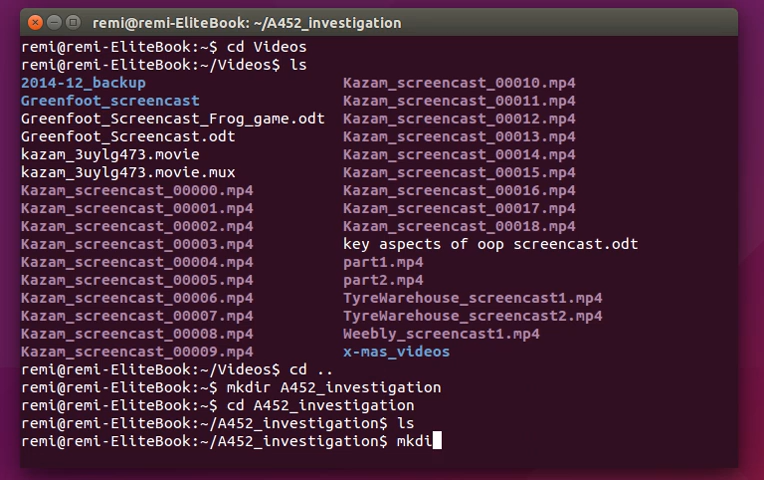 remi@remi-EliteBook: ~/A452_investigation
remi@remi-EliteBook:~$ cd Videos
remi@remi-EliteBook:~/Videos$ ls
2014-12_backup Kazam_screencast_00010.mp4
Greenfoot_screencast Kazam_screencast_00011.mp4
Greenfoot_Screencast_Frog_game.odt Kazam_screencast_00012.mp4
Greenfoot_Screencast.odt Kazam_screencast_00013.mp4
kazam_3uylg473.movie Kazam_screencast_00014.mp4
kazam_3uylg473.movie.mux Kazam_screencast_00015.mp4
Kazam_screencast_00000.mp4 Kazam_screencast_00016.mp4
Kazam_screencast_00001.mp4 Kazam_screencast_00017.mp4
Kazam_screencast_00002.mp4 Kazam_screencast_00018.mp4
Kazam_screencast_00003.mp4 key aspects of oop screencast.odt
Kazam_screencast_00004.mp4 part1.mp4
Kazam_screencast_00005.mp4 part2.mp4
Kazam_screencast_00006.mp4 TyreWarehouse_screencast1.mp4
Kazam_screencast_00007.mp4 TyreWarehouse_screencast2.mp4
Kazam_screencast_00008.mp4 Weebly_screencast1.mp4
Kazam_screencast_00009.mp4 x-mas_videos
remi@remi-EliteBook:~/Videos$ cd ..
remi@remi-EliteBook:~$ mkdir A452_investigation
remi@remi-EliteBook:~$ cd A452_investigation
remi@remi-EliteBook:~/A452_investigation$ ls
remi@remi-EliteBook:~/A452_investigation$ mkdi